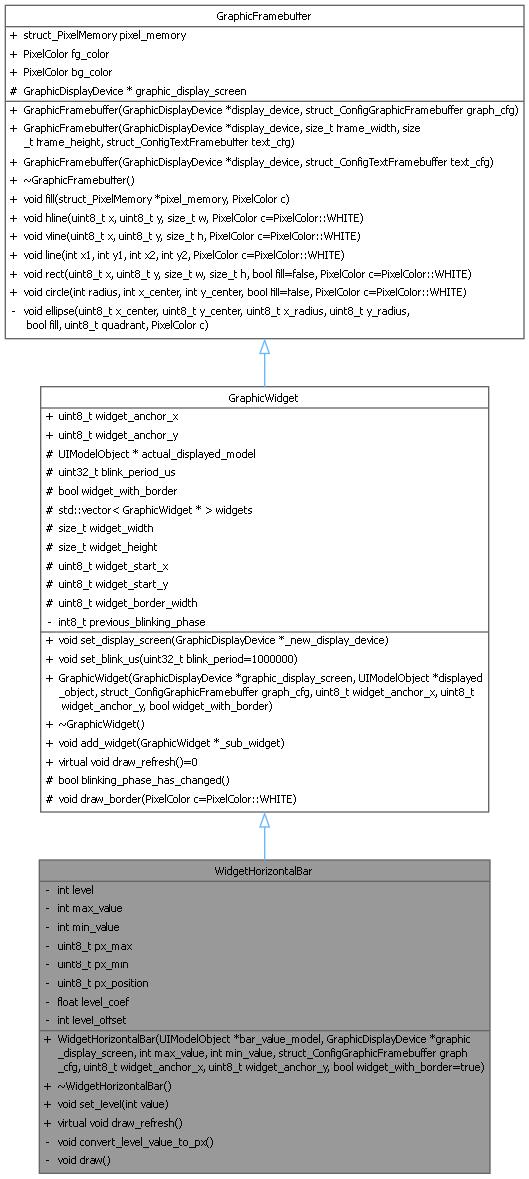 GraphicFramebuffer
+ struct_PixelMemory pixel_memory
+ PixelColor fg_color
+ PixelColor bg_color
# GraphicDisplayDevice * graphic_display_screen
+ GraphicFramebuffer(GraphicDisplayDevice *display_device, struct_ConfigGraphicFramebuffer graph_cfg)
+ GraphicFramebuffer(GraphicDisplayDevice *display_device, size_t frame_width, size
_t frame_height, struct_ConfigTextFramebuffer text_cfg)
+ GraphicFramebuffer(GraphicDisplayDevice *display_device, struct_ConfigTextFramebuffer text_cfg)
+ ~GraphicFramebuffer()
+ void fill(struct_PixelMemory *pixel_memory, PixelColor c)
+ void hline(uint8_t x, uint8_t y, size_t w, PixelColor c=PixelColor::WHITE)
+ void vline(uint8_t x, uint8_t y, size_t h, PixelColor c=PixelColor::WHITE)
+ void line(int x1, int y1, int x2, int y2, PixelColor c=PixelColor::WHITE)
+ void rect(uint8_t x, uint8_t y, size_t w, size_t h, bool fill=false, PixelColor c=PixelColor::WHITE)
+ void circle(int radius, int x_center, int y_center, bool fill=false, PixelColor c=PixelColor::WHITE)
- void ellipse(uint8_t x_center, uint8_t y_center, uint8_t x_radius, uint8_t y_radius,
bool fill, uint8_t quadrant, PixelColor c)
GraphicWidget
+ uint8_t widget_anchor_x
+ uint8_t widget_anchor_y
# UIModelObject * actual_displayed_model
# uint32_t blink_period_us
# bool widget_with_border
# std::vector< GraphicWidget * > widgets
# size_t widget_width
# size_t widget_height
# uint8_t widget_start_x
# uint8_t widget_start_y
# uint8_t widget_border_width
- int8_t previous_blinking_phase
+ void set_display_screen(GraphicDisplayDevice *_new_display_device)
+ void set_blink_us(uint32_t blink_period=1000000)
+ GraphicWidget(GraphicDisplayDevice *graphic_display_screen, UIModelObject *displayed
_object, struct_ConfigGraphicFramebuffer graph_cfg, uint8_t widget_anchor_x, uint8_t
widget_anchor_y, bool widget_with_border)
+ ~GraphicWidget()
+ void add_widget(GraphicWidget *_sub_widget)
+ virtual void draw_refresh()=0
# bool blinking_phase_has_changed()
# void draw_border(PixelColor c=PixelColor::WHITE)
WidgetHorizontalBar
- int level
- int max_value
- int min_value
- uint8_t px_max
- uint8_t px_min
- uint8_t px_position
- float level_coef
- int level_offset
+ WidgetHorizontalBar(UIModelObject *bar_value_model, GraphicDisplayDevice *graphic
_display_screen, int max_value, int min_value, struct_ConfigGraphicFramebuffer graph
_cfg, uint8_t widget_anchor_x, uint8_t widget_anchor_y, bool widget_with_border=true)
+ ~WidgetHorizontalBar()
+ void set_level(int value)
+ virtual void draw_refresh()
- void convert_level_value_to_px()
- void draw()